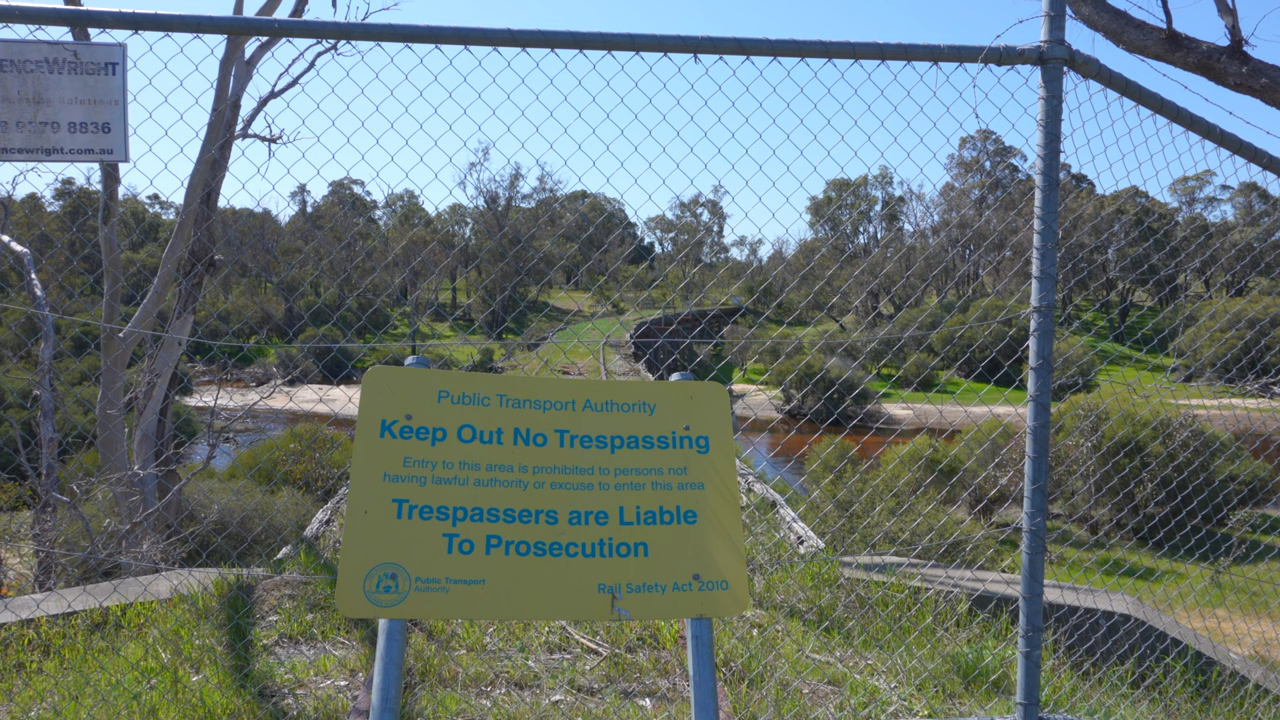 ENCEWRIGHT
Solutions
9379 8836
ncewright.com.au
Public Transport Authority
Keep Out No Trespassing
Entry to this area is prohibited to persons not
having lawful authority or excuse to enter this area
Trespassers are Liable
To Prosecution
Public Transport
Authority
Rail Safety Act 2010